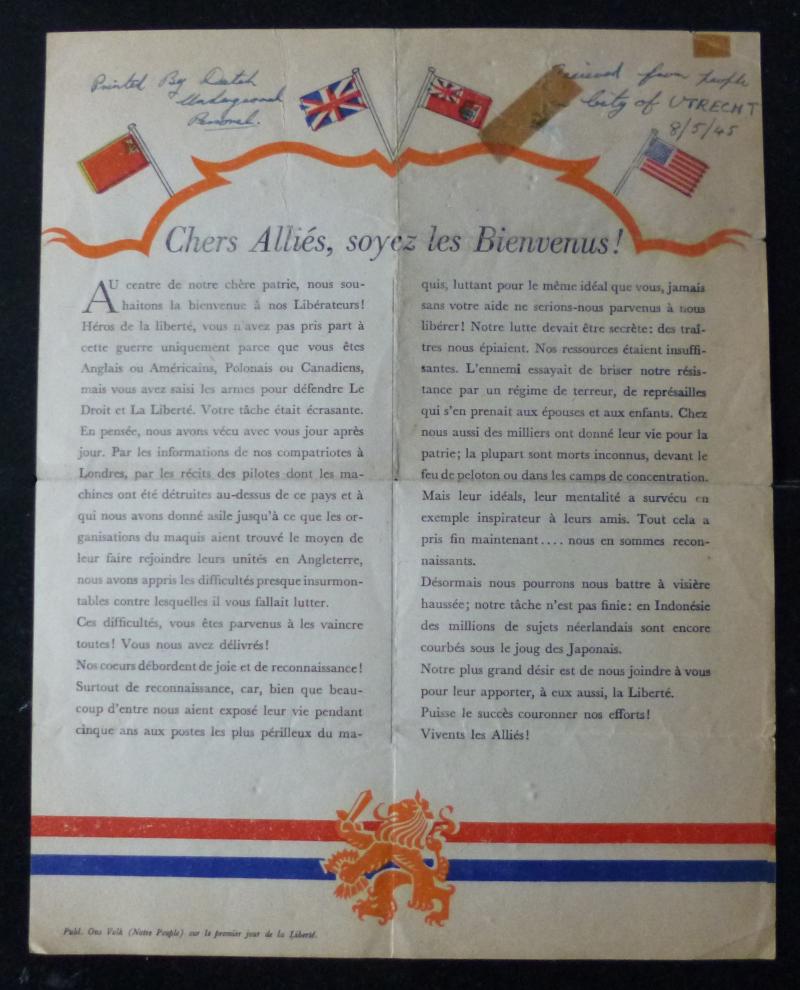 Printed By Dutch
Underground
Personel.
Received from people
City of UTRECHT
8/5/45
Chers Alliés, soyez les Bienvenus!
AU centre de notre chère patrie, nous sou-
haitons la bienvenue à nos Libérateurs!
Héros de la liberté, vous n'avez pas pris part à
cette guerre uniquement parce que vous êtes
Anglais ou Américains, Polonais ou Canadiens,
mais vous avez saisi les armes pour défendre Le
Droit et La Liberté. Votre tâche était écrasante.
En pensée, nous avons vécu avec vous jour après
jour. Par les informations de nos compatriotes à
Londres, par les récits des pilotes dont les ma-
chines ont été détruites au-dessus de ce pays et à
qui nous avons donné asile jusqu'à ce que les or-
ganisations du maquis aient trouvé le moyen de
leur faire rejoindre leurs unités en Angleterre,
nous avons appris les difficultés presque insurmon-
tables contre lesquelles il vous fallait lutter.
Ces difficultés, vous êtes parvenus à les vaincre
toutes! Vous nous avez délivrés!
Nos coeurs débordent de joie et de reconnaissance!
Surtout de reconnaissance, car, bien que beau-
coup d'entre nous aient exposé leur vie pendant
cinque ans aux postes les plus périlleux du ma-
quis, luttant pour le même idéal que vous, jamais
sans votre aide ne serions-nous parvenus à nous
libérer! Notre lutte devait être secrète: des traî-
tres nous épiaient. Nos ressources étaient insuffi-
santes. L'ennemi essayait de briser notre résis-
tance par un régime de terreur, de représailles
qui s'en prenait aux épouses et aux enfants. Chez
nous aussi des milliers ont donné leur vie pour la
patrie; la plupart sont morts inconnus, devant le
feu de peloton ou dans les camps de concentration.
Mais leur idéals, leur mentalité a survécu en
exemple inspirateur à leurs amis. Tout cela a
pris fin maintenant.... nous en sommes recon-
naissants.
Désormais nous pourrons nous battre à visière
haussée; notre tâche n'est pas finie: en Indonésie
des millions de sujets néerlandais sont encore
courbés sous le joug des Japonais.
Notre plus grand désir est de nous joindre à vous
pour leur apporter, à eux aussi, la Liberté.
Puisse le succès couronner nos efforts!
Vivents les Alliés!
Publ. Ons Volk (Notre Peuple) sur le premier jour de la Liberté.